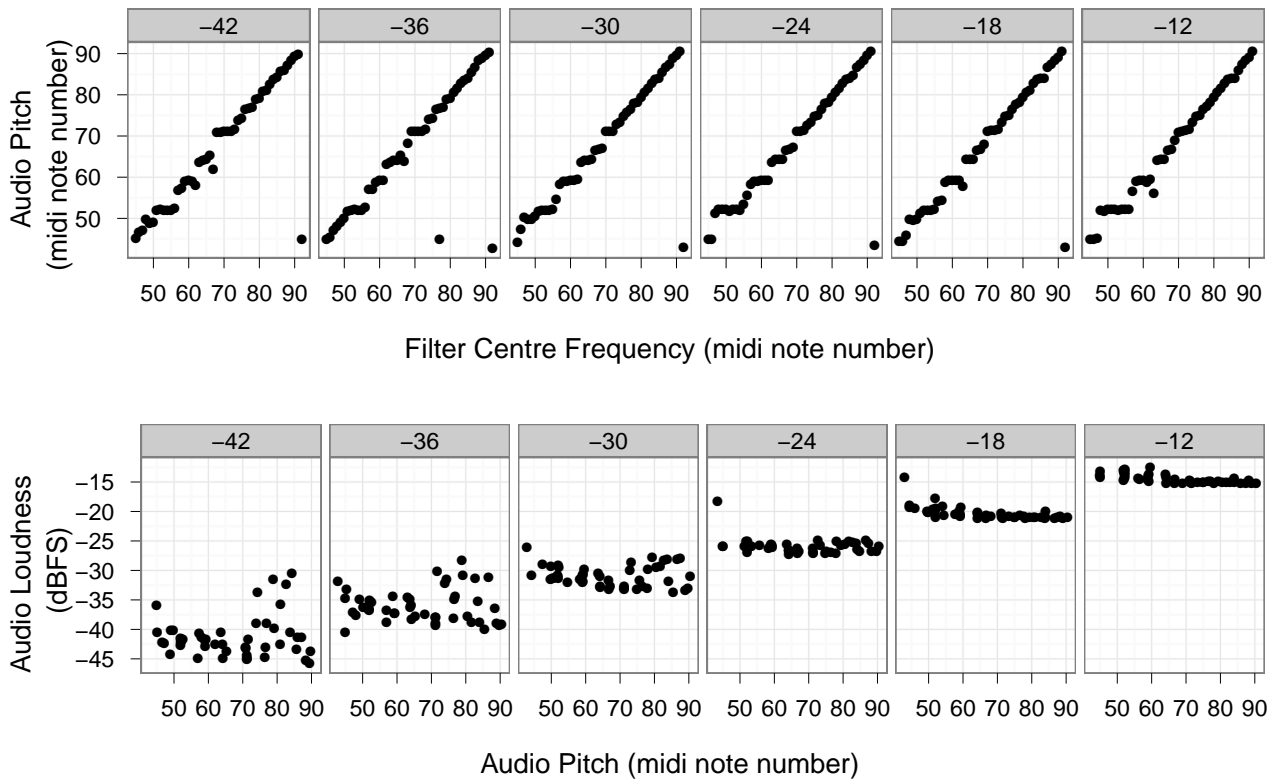 −42 −36 −30 −24 −18 −12
Audio Pitch
(midi note number)
90
80
70
60
50
50 60 70 80 90 50 60 70 80 90 50 60 70 80 90 50 60 70 80 90 50 60 70 80 90 50 60 70 80 90
Filter Centre Frequency (midi note number)
−42 −36 −30 −24 −18 −12
Audio Loudness
(dBFS)
−15
−20
−25
−30
−35
−40
−45
50 60 70 80 90 50 60 70 80 90 50 60 70 80 90 50 60 70 80 90 50 60 70 80 90 50 60 70 80 90
Audio Pitch (midi note number)